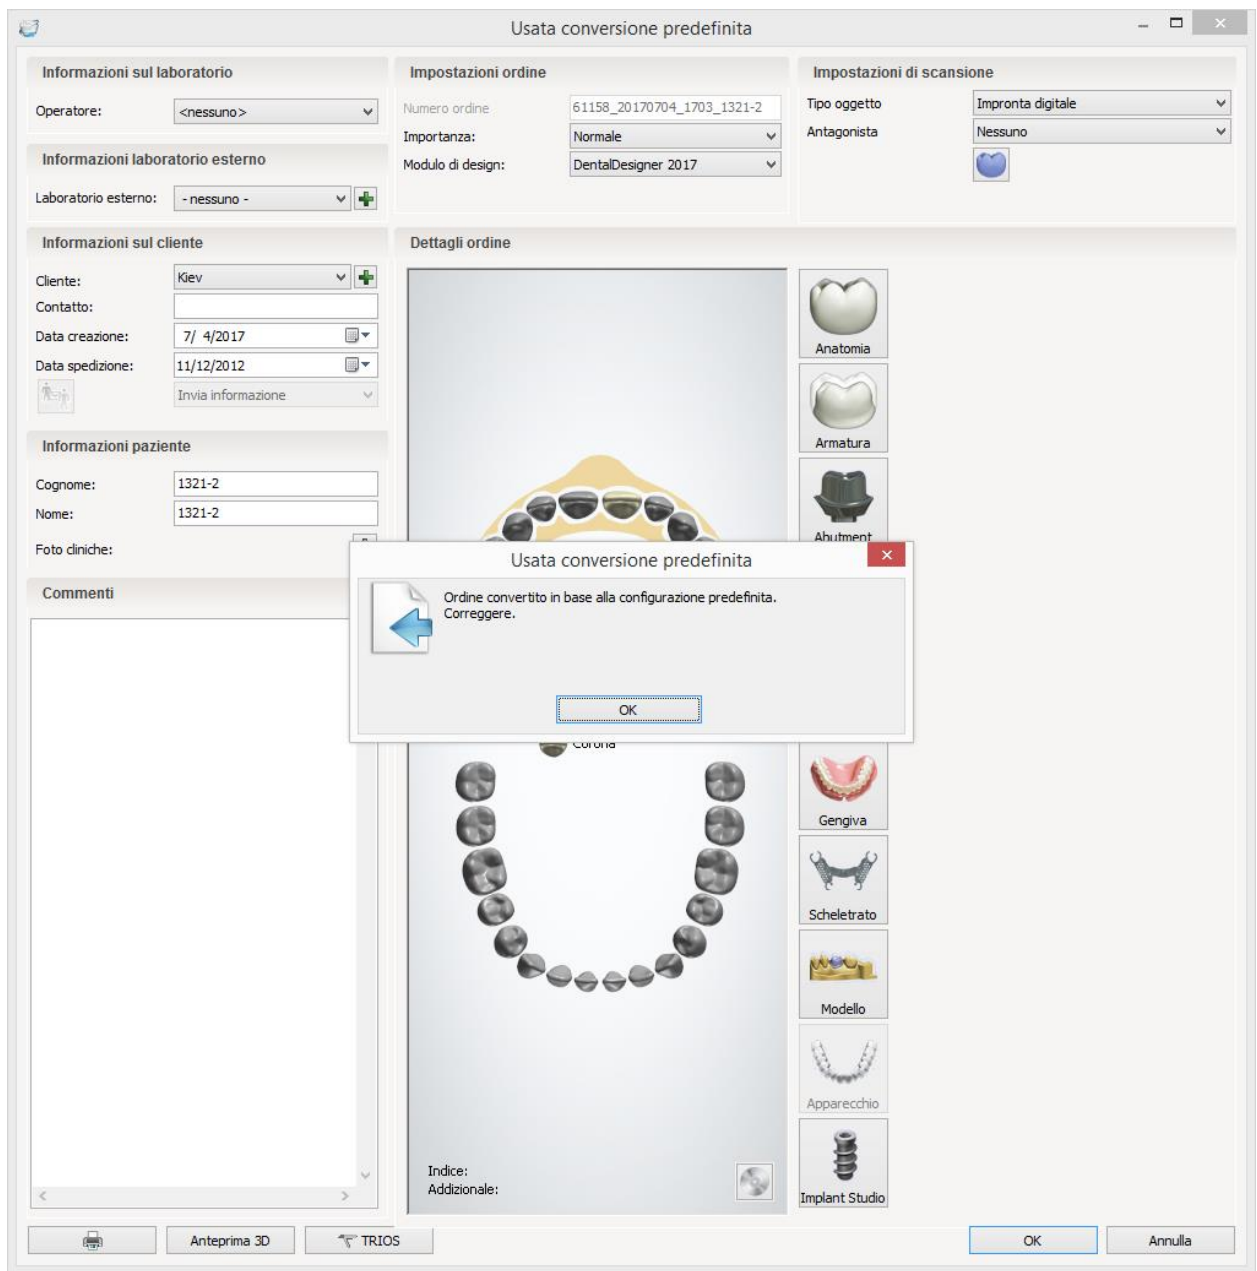 Usata conversione predefinita
Informazioni sul laboratorio
Operatore: <nessuno>
Informazioni laboratorio esterno
Laboratorio esterno: - nessuno -
Informazioni sul cliente
Cliente: Kiev
Contatto:
Data creazione: 7/ 4/2017
Data spedizione: 11/12/2012
Invia informazione
Informazioni paziente
Cognome: 1321-2
Nome: 1321-2
Foto cliniche:
Commenti
Impostazioni ordine
Numero ordine 61158_20170704_1703_1321-2
Importanza: Normale
Modulo di design: DentalDesigner 2017
Impostazioni di scansione
Tipo oggetto Impronta digitale
Antagonista Nessuno
Dettagli ordine
Anatomia
Armatura
Abutment
Usata conversione predefinita
Ordine convertito in base alla configurazione predefinita.
Correggere.
OK
Corona
Gengiva
Scheletrato
Modello
Apparecchio
Implant Studio
Indice:
Addizionale:
Anteprima 3D
TRIOS
OK
Annulla